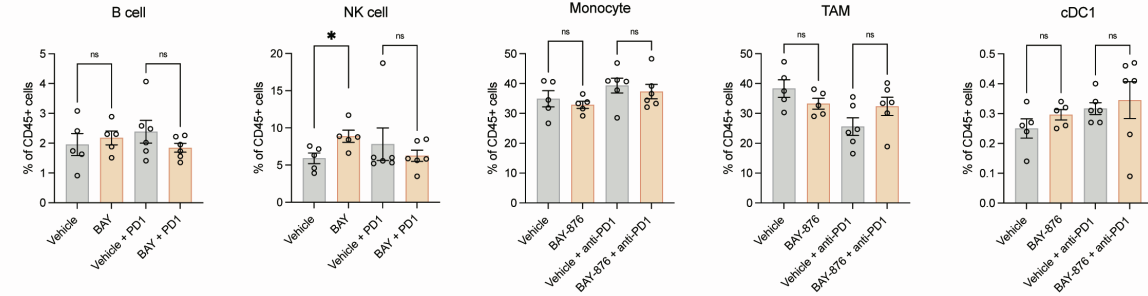 B cell
ns
ns
% of CD45+ cells
5
4
3
2
1
0
Vehicle
BAY
Vehicle + PD1
BAY + PD1
NK cell
*
ns
% of CD45+ cells
20
15
10
5
0
Vehicle
BAY
Vehicle + PD1
BAY + PD1
Monocyte
ns
ns
% of CD45+ cells
50
40
30
20
10
0
Vehicle
BAY-876
Vehicle + anti-PD1
BAY-876 + anti-PD1
TAM
ns
ns
% of CD45+ cells
50
40
30
20
10
0
Vehicle
BAY-876
Vehicle + anti-PD1
BAY-876 + anti-PD1
cDC1
ns
ns
% of CD45+ cells
0.5
0.4
0.3
0.2
0.1
0.0
Vehicle
BAY-876
Vehicle + anti-PD1
BAY-876 + anti-PD1